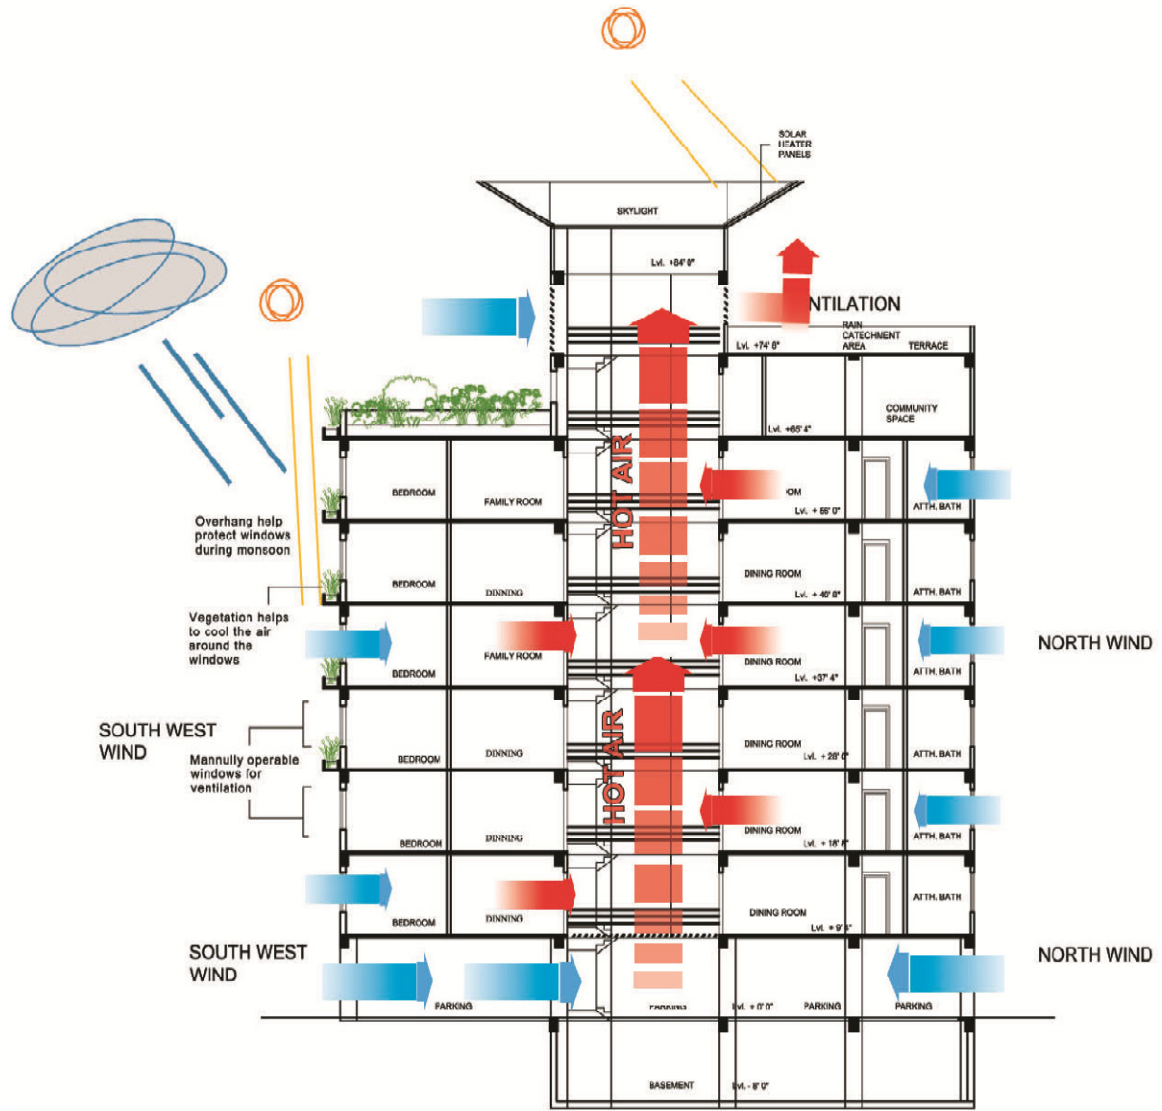 SOLAR
HEATER
PANELS
SKYLIGHT
Lvl. +84' 0"
NTILATION
RAIN
CATECHMENT
AREA
TERRACE
Lvl. +74' 8"
COMMUNITY
SPACE
Lvl. +65' 4"
HOT AIR
BEDROOM
FAMILY ROOM
OOM
Lvl. + 56' 0"
ATTH. BATH
Overhang help
protect windows
during monsoon
BEDROOM
DINNING
DINING ROOM
ATTH. BATH
Vegetation helps
to cool the air
around the
windows
BEDROOM
FAMILY ROOM
DINING ROOM
Lvl. +37' 4"
ATTH. BATH
NORTH WIND
SOUTH WEST
WIND
HOT AIR
Mannully operable
windows for
ventilation
BEDROOM
DINNING
DINING ROOM
ATTH. BATH
BEDROOM
DINNING
DINING ROOM
ATTH. BATH
BEDROOM
DINNING
DINING ROOM
ATTH. BATH
SOUTH WEST
WIND
NORTH WIND
PARKING
PARKING
Lvl. + 0' 0"
PARKING
PARKING
BASEMENT
Lvl. - 8' 0"